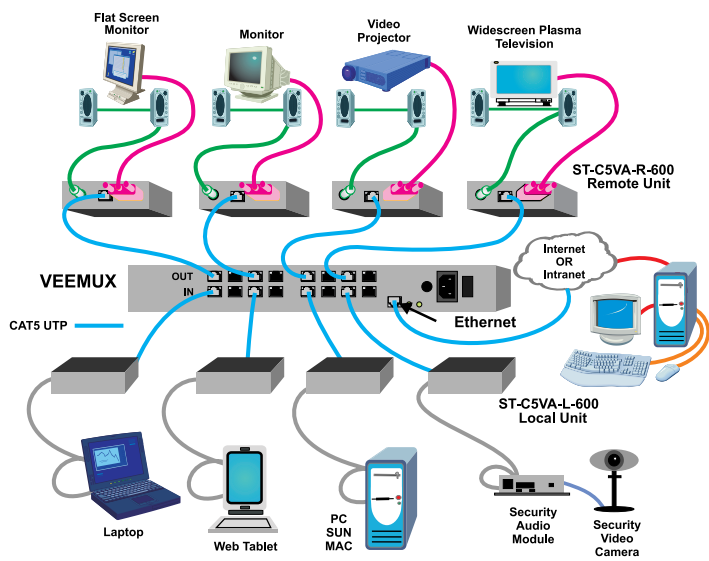 Flat Screen
Monitor
Monitor
Video
Projector
Widescreen Plasma
Television
ST-C5VA-R-600
Remote Unit
Internet
OR
Intranet
VEEMUX
OUT
IN
Ethernet
CAT5 UTP
ST-C5VA-L-600
Local Unit
Laptop
Web Tablet
PC
SUN
MAC
Security
Audio
Module
Security
Video
Camera